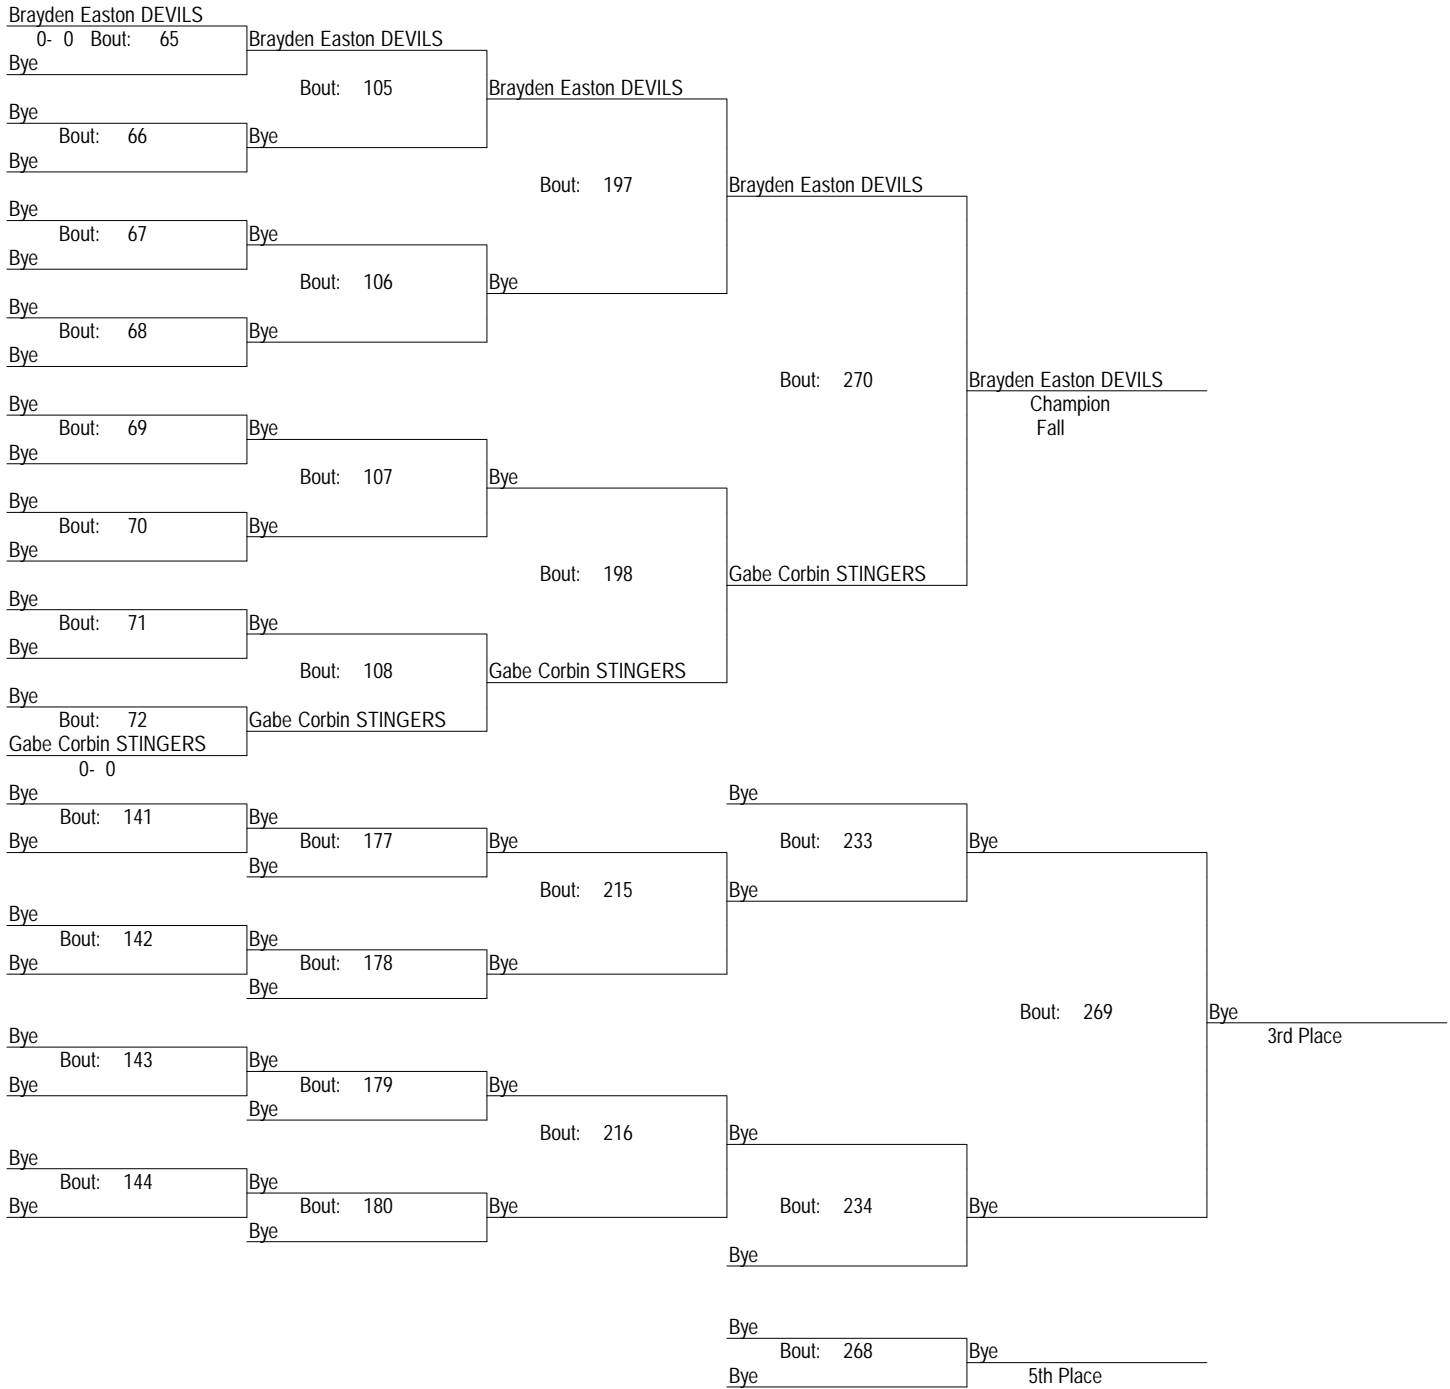 Brayden Easton DEVILS
0- 0 Bout: 65 Brayden Easton DEVILS
Bye
Bout: 105 Brayden Easton DEVILS
Bye
Bout: 66 Bye
Bye
Bout: 197 Brayden Easton DEVILS
Bye
Bout: 67 Bye
Bye
Bout: 106 Bye
Bye
Bout: 68 Bye
Bye
Bout: 270 Brayden Easton DEVILS
Bye Champion
Bout: 69 Bye Fall
Bye
Bout: 107 Bye
Bye
Bout: 70 Bye
Bye
Bout: 198 Gabe Corbin STINGERS
Bye
Bout: 71 Bye
Bye
Bout: 108 Gabe Corbin STINGERS
Bye
Bout: 72 Gabe Corbin STINGERS
Gabe Corbin STINGERS
0- 0
Bye Bye
Bout: 141 Bye
Bye Bout: 177 Bye Bout: 233 Bye
Bye
Bout: 215 Bye
Bye
Bout: 142 Bye
Bye Bout: 178 Bye
Bye
Bout: 269 Bye
Bye 3rd Place
Bout: 143 Bye
Bye Bout: 179 Bye
Bye
Bout: 216 Bye
Bye
Bout: 144 Bye
Bye Bout: 180 Bye Bout: 234 Bye
Bye
Bye
Bye
Bout: 268 Bye
Bye 5th Place